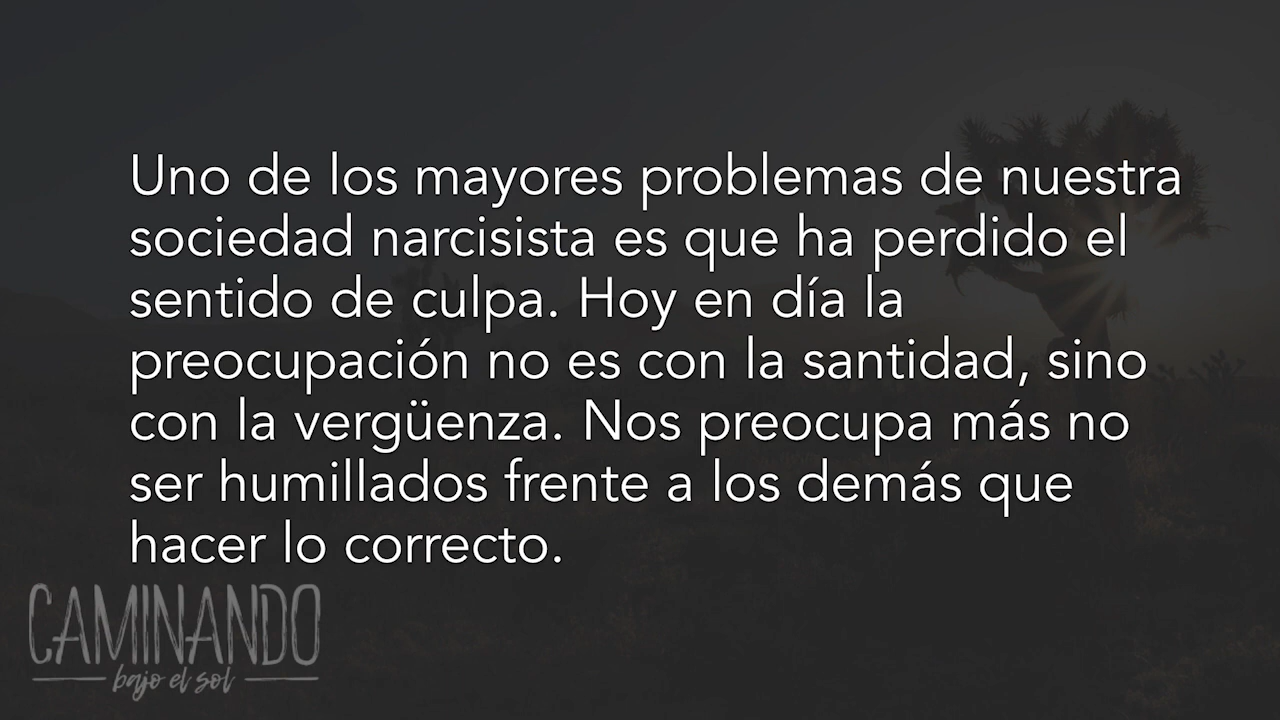 Uno de los mayores problemas de nuestra
sociedad narcisista es que ha perdido el
sentido de culpa. Hoy en día la
preocupación no es con la santidad, sino
con la vergüenza. Nos preocupa más no
ser humillados frente a los demás que
hacer lo correcto.
CAMINANDO
bajo el sol